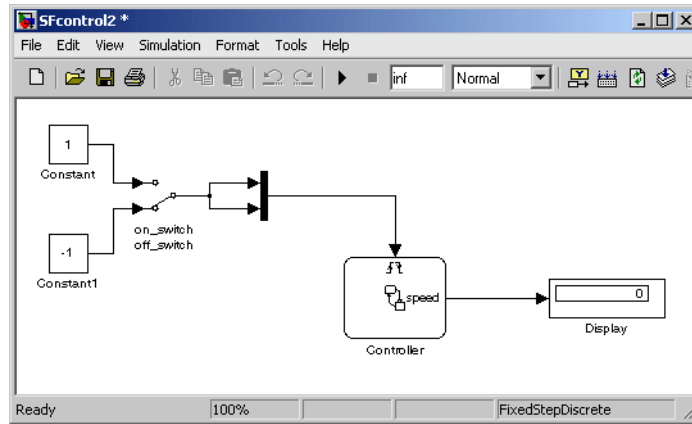 SFcontrol2 *
File Edit View Simulation Format Tools Help
inf Normal
1
Constant
on_switch
off_switch
-1
Constant1
speed
0
Display
Controller
Ready 100% FixedStepDiscrete